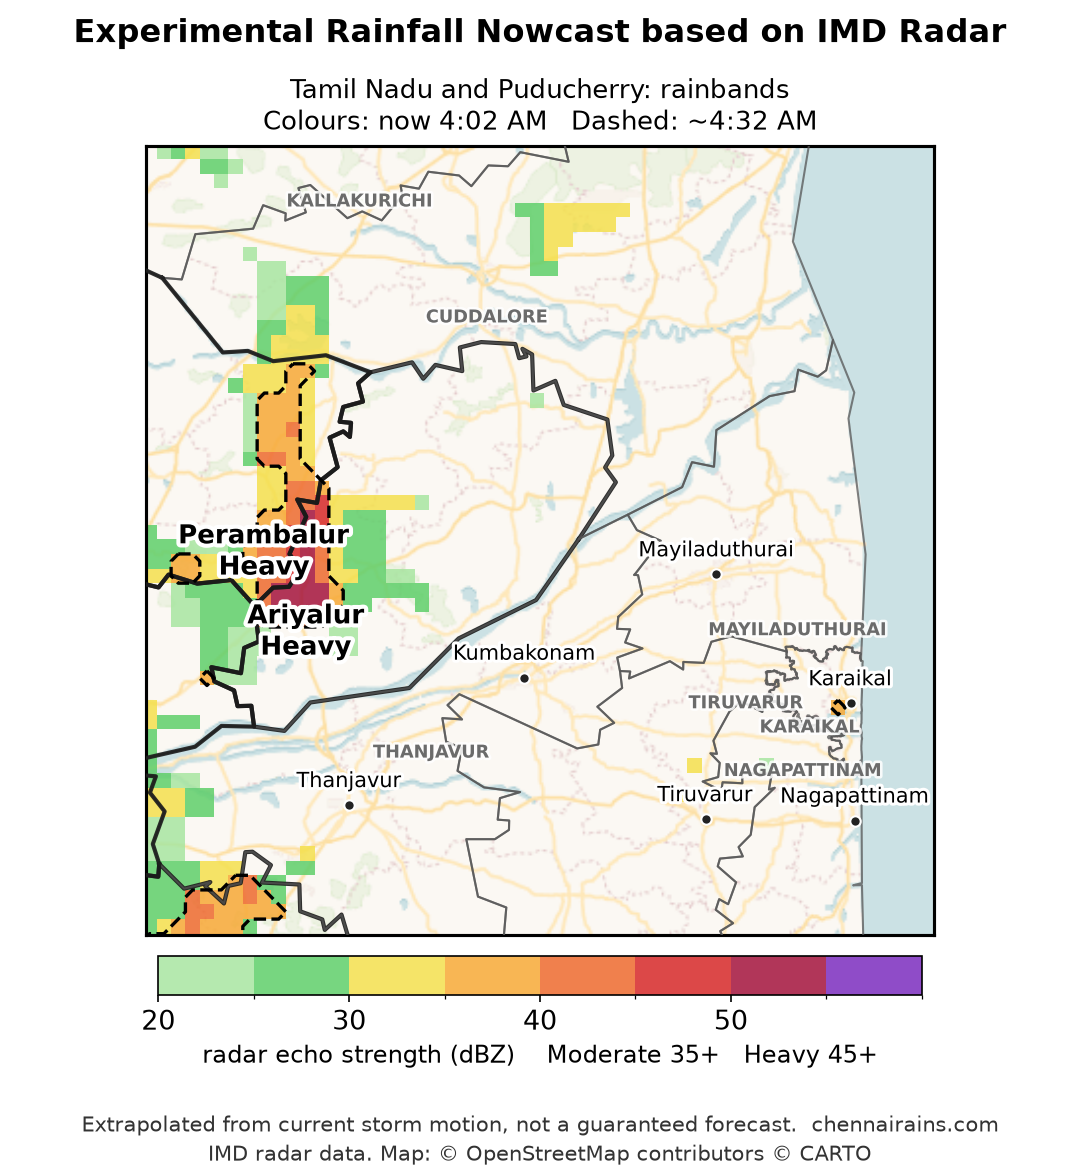 Experimental Rainfall Nowcast based on IMD Radar
Tamil Nadu and Puducherry: rainbands
Colours: now 4:02 AM   Dashed: ~4:32 AM
KALLAKURICHI
CUDDALORE
Perambalur
Heavy
Mayiladuthurai
Ariyalur
Heavy
MAYILADUTHURAI
Kumbakonam
Karaikal
TIRUVARUR
KARAIKAL
THANJAVUR
NAGAPATTINAM
Thanjavur
Tiruvarur
Nagapattinam
20 30 40 50
radar echo strength (dBZ)    Moderate 35+   Heavy 45+
Extrapolated from current storm motion, not a guaranteed forecast.  chennairains.com
IMD radar data. Map: © OpenStreetMap contributors © CARTO